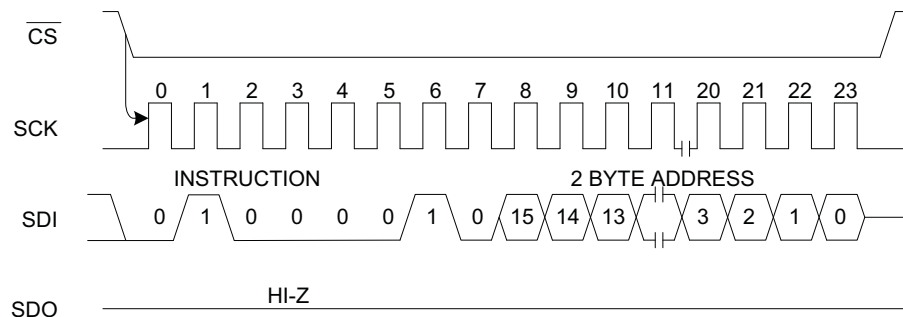 CS
0 1 2 3 4 5 6 7 8 9 10 11 20 21 22 23
SCK
INSTRUCTION 2 BYTE ADDRESS
SDI 0 1 0 0 0 0 1 0 15 14 13 3 2 1 0
HI-Z
SDO